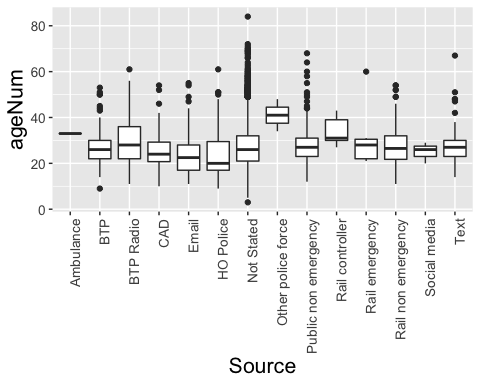 ageNum
80
60
40
20
0
Ambulance
BTP
BTP Radio
CAD
Email
HO Police
Not Stated
Other police force
Public non emergency
Rail controller
Rail emergency
Rail non emergency
Social media
Text
Source